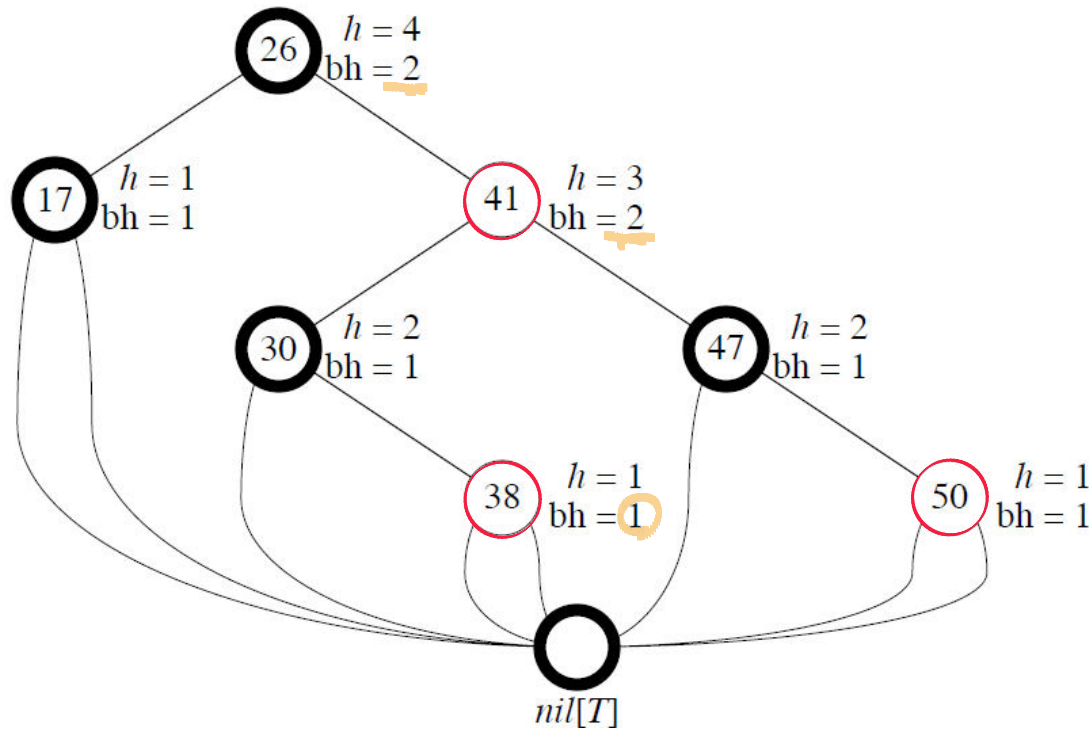 26
h = 4
bh = 2
17
h = 1
bh = 1
41
h = 3
bh = 2
30
h = 2
bh = 1
47
h = 2
bh = 1
38
h = 1
bh = 1
50
h = 1
bh = 1
nil[T]